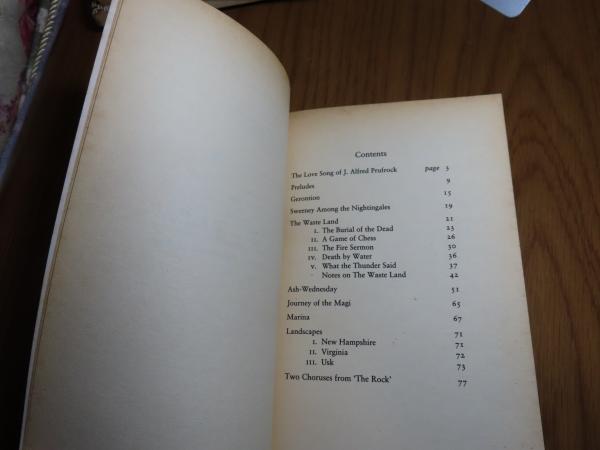 Contents
The Love Song of J. Alfred Prufrock page 3
Preludes 9
Gerontion 15
Sweeney Among the Nightingales 19
The Waste Land 21
I. The Burial of the Dead 23
II. A Game of Chess 26
III. The Fire Sermon 30
IV. Death by Water 36
V. What the Thunder Said 37
Notes on The Waste Land 42
Ash-Wednesday 51
Journey of the Magi 65
Marina 67
Landscapes 71
I. New Hampshire 71
II. Virginia 72
III. Usk 73
Two Choruses from 'The Rock' 77